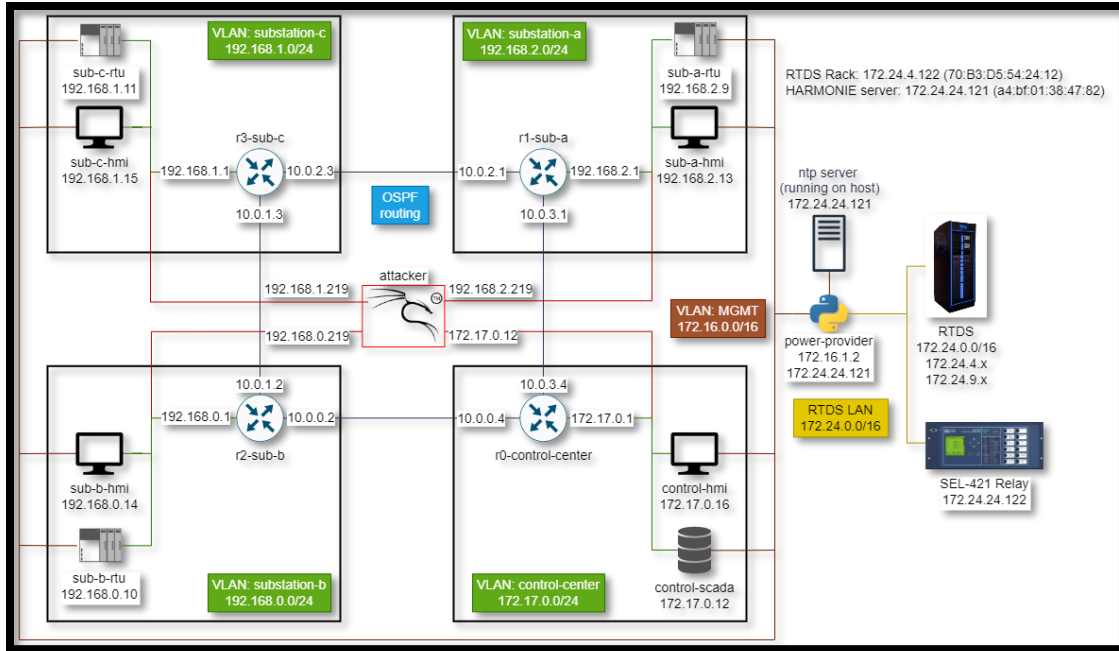 VLAN: substation-c
192.168.1.0/24
sub-c-rtu
192.168.1.11
sub-c-hmi
192.168.1.15
r3-sub-c
192.168.1.1
10.0.2.3
10.0.1.3
OSPF
routing
VLAN: substation-a
192.168.2.0/24
sub-a-rtu
192.168.2.9
r1-sub-a
10.0.2.1
192.168.2.1
sub-a-hmi
192.168.2.13
10.0.3.1
RTDS Rack: 172.24.4.122 (70:B3:D5:54:24:12)
HARMONIE server: 172.24.24.121 (a4:bf:01:38:47:82)
ntp server
(running on host)
172.24.24.121
attacker
192.168.1.219
192.168.2.219
192.168.0.219
172.17.0.12
TM
VLAN: MGMT
172.16.0.0/16
power-provider
172.16.1.2
172.24.24.121
RTDS
172.24.0.0/16
172.24.4.x
172.24.9.x
RTDS LAN
172.24.0.0/16
SEL-421 Relay
172.24.24.122
10.0.1.2
192.168.0.1
10.0.0.2
r2-sub-b
sub-b-hmi
192.168.0.14
sub-b-rtu
192.168.0.10
VLAN: substation-b
192.168.0.0/24
10.0.3.4
10.0.0.4
172.17.0.1
r0-control-center
control-hmi
172.17.0.16
VLAN: control-center
172.17.0.0/24
control-scada
172.17.0.12